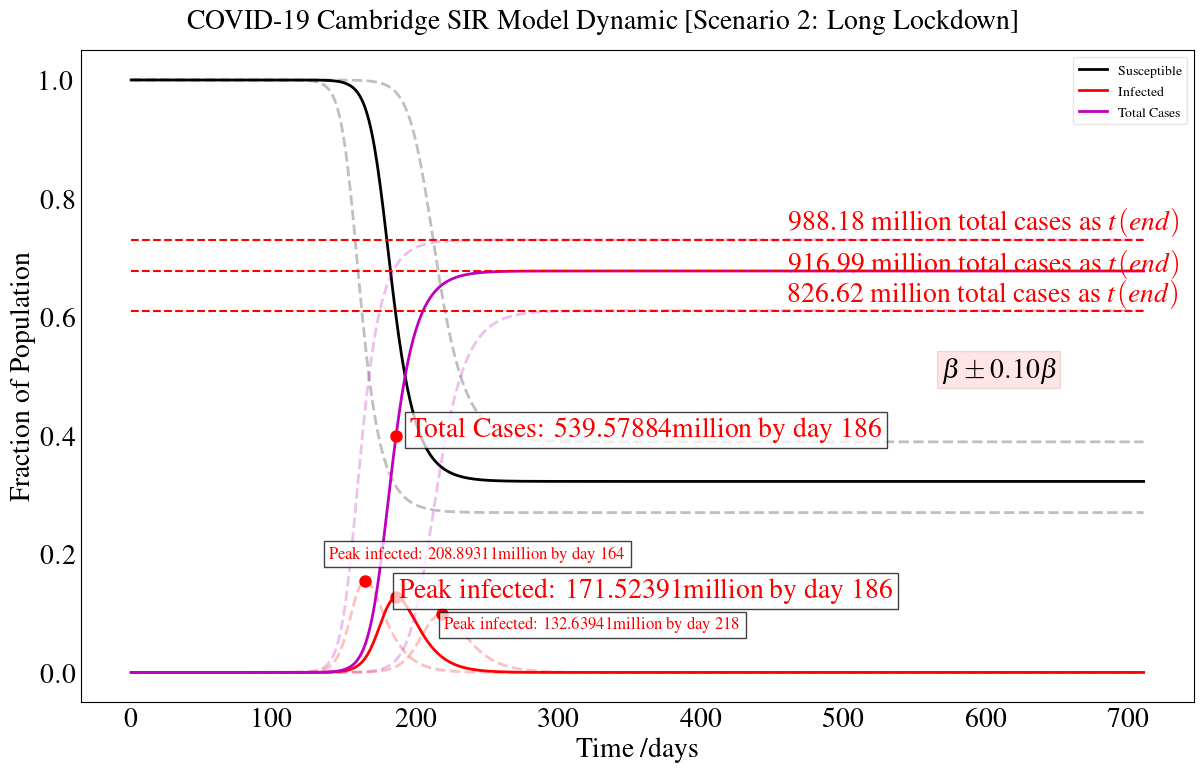 COVID-19 Cambridge SIR Model Dynamic [Scenario 2: Long Lockdown]
Susceptible
Infected
Total Cases
1.0
0.8
0.6
0.4
0.2
0.0
Fraction of Population
988.18 million total cases as t(end)
916.99 million total cases as t(end)
826.62 million total cases as t(end)
β ± 0.10β
Total Cases: 539.57884million by day 186
Peak infected: 208.89311million by day 164
Peak infected: 171.52391million by day 186
Peak infected: 132.63941million by day 218
0 100 200 300 400 500 600 700
Time /days